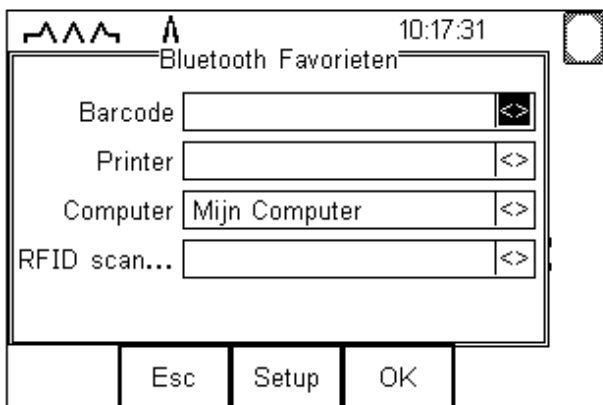 10:17:31
Bluetooth Favorieten
Barcode <>
Printer <>
Computer Mijn Computer <>
RFID scan... <>
Esc Setup OK